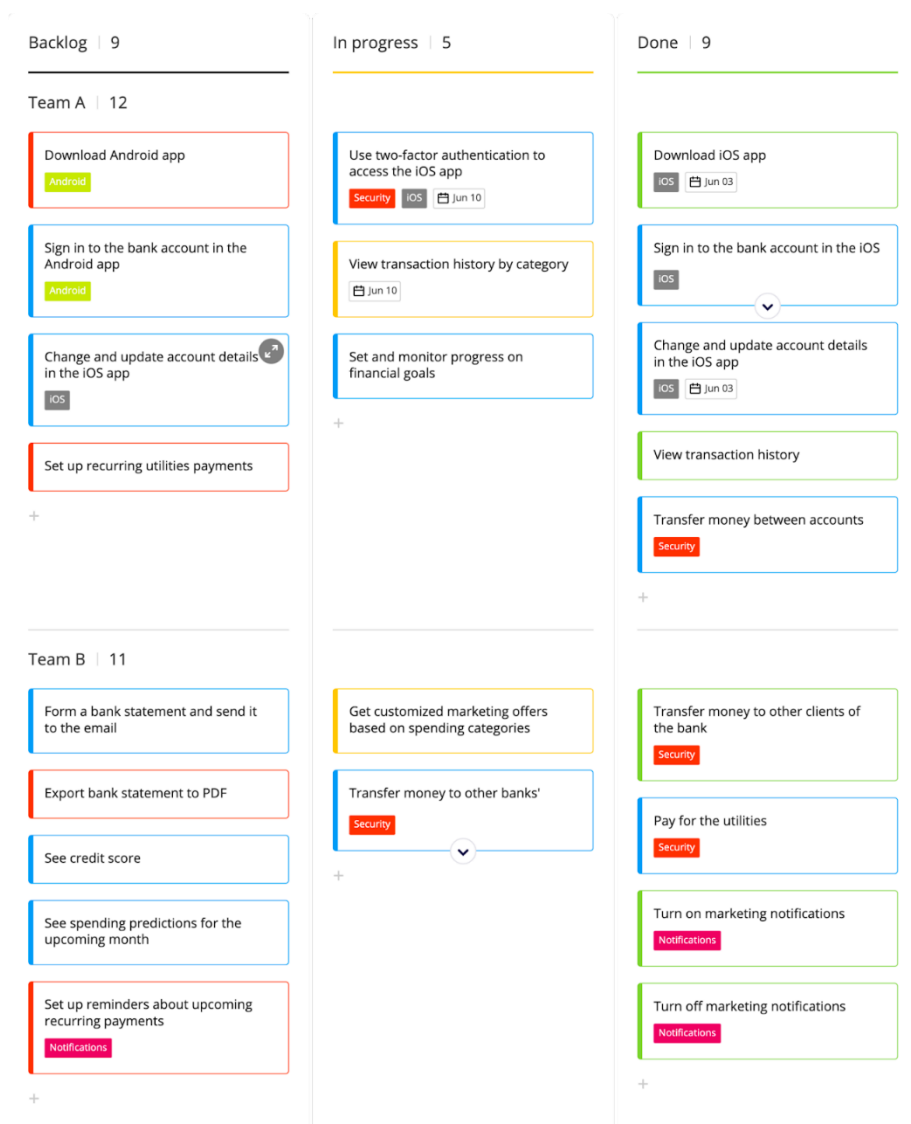 Backlog | 9
In progress | 5
Done | 9
Team A | 12
Download Android app
Android
Sign in to the bank account in the
Android app
Android
Change and update account details
in the iOS app
iOS
Set up recurring utilities payments
+
Use two-factor authentication to
access the iOS app
Security iOS Jun 10
View transaction history by category
Jun 10
Set and monitor progress on
financial goals
+
Download iOS app
iOS Jun 03
Sign in to the bank account in the iOS
iOS
Change and update account details
in the iOS app
iOS Jun 03
View transaction history
Transfer money between accounts
Security
+
Team B | 11
Form a bank statement and send it
to the email
Export bank statement to PDF
See credit score
See spending predictions for the
upcoming month
Set up reminders about upcoming
recurring payments
Notifications
+
Get customized marketing offers
based on spending categories
Transfer money to other banks'
Security
+
Transfer money to other clients of
the bank
Security
Pay for the utilities
Security
Turn on marketing notifications
Notifications
Turn off marketing notifications
Notifications
+